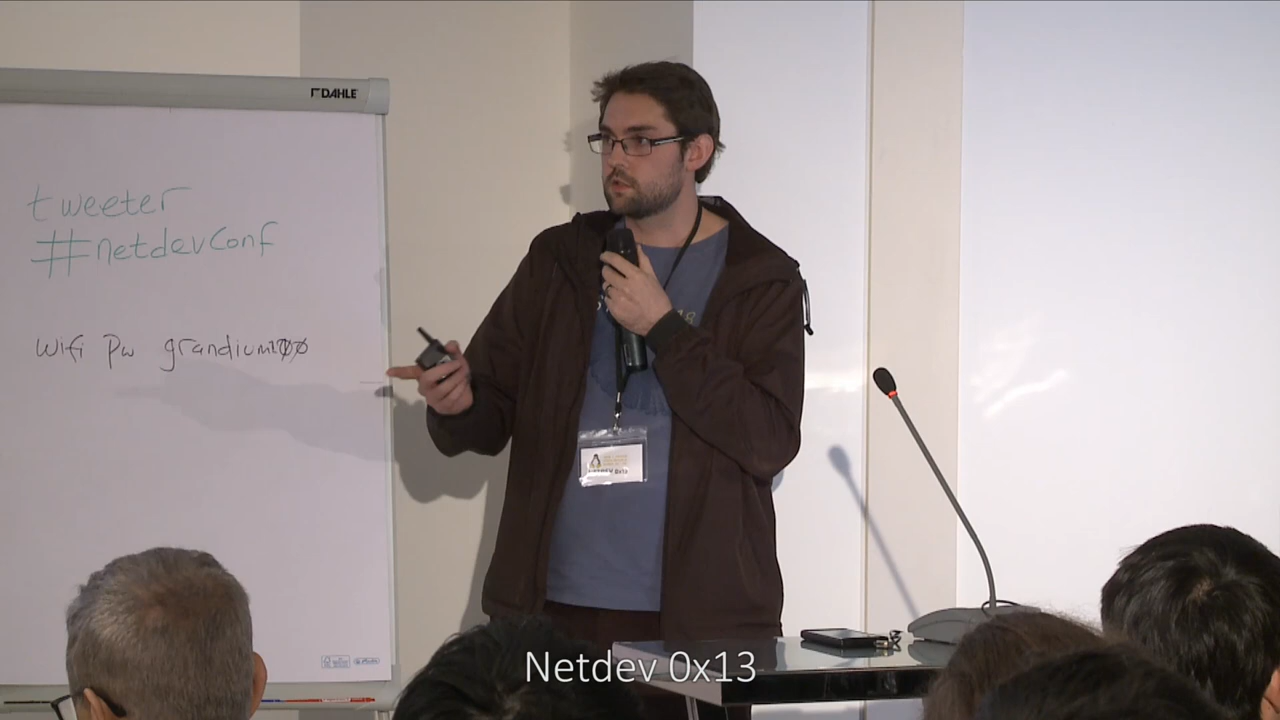 DAHLE
tweeter
#netdevconf
Wifi Pw grandium100
Netdev 0x13